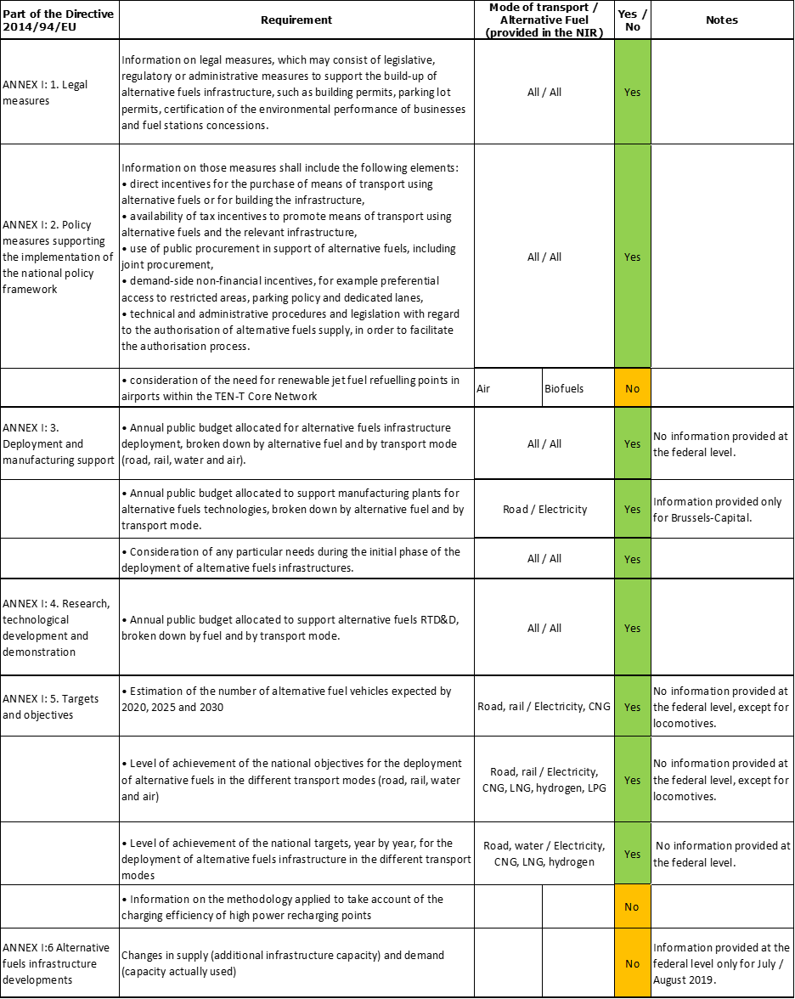 Part of the Directive
2014/94/EU
Requirement
Mode of transport /
Alternative Fuel
(provided in the NIR)
Yes /
No
Notes
ANNEX I: 1. Legal
measures
Information on legal measures, which may consist of legislative,
regulatory or administrative measures to support the build-up of
alternative fuels infrastructure, such as building permits, parking lot
permits, certification of the environmental performance of businesses
and fuel stations concessions.
All / All
Yes
ANNEX I: 2. Policy
measures supporting
the implementation of
the national policy
framework
Information on those measures shall include the following elements:
• direct incentives for the purchase of means of transport using
alternative fuels or for building the infrastructure,
• availability of tax incentives to promote means of transport using
alternative fuels and the relevant infrastructure,
• use of public procurement in support of alternative fuels, including
joint procurement,
• demand-side non-financial incentives, for example preferential
access to restricted areas, parking policy and dedicated lanes,
• technical and administrative procedures and legislation with regard
to the authorisation of alternative fuels supply, in order to facilitate
the authorisation process.
All / All
Yes
• consideration of the need for renewable jet fuel refuelling points in
airports within the TEN-T Core Network
Air
Biofuels
No
ANNEX I: 3.
Deployment and
manufacturing support
• Annual public budget allocated for alternative fuels infrastructure
deployment, broken down by alternative fuel and by transport mode
(road, rail, water and air).
All / All
Yes
No information provided at
the federal level.
• Annual public budget allocated to support manufacturing plants for
alternative fuels technologies, broken down by alternative fuel and by
transport mode.
Road / Electricity
Yes
Information provided only
for Brussels-Capital.
• Consideration of any particular needs during the initial phase of the
deployment of alternative fuels infrastructures.
All / All
Yes
ANNEX I: 4. Research,
technological
development and
demonstration
• Annual public budget allocated to support alternative fuels RTD&D,
broken down by fuel and by transport mode.
All / All
Yes
ANNEX I: 5. Targets
and objectives
• Estimation of the number of alternative fuel vehicles expected by
2020, 2025 and 2030
Road, rail / Electricity, CNG
Yes
No information provided at
the federal level, except for
locomotives.
• Level of achievement of the national objectives for the deployment
of alternative fuels in the different transport modes (road, rail, water
and air)
Road, rail / Electricity,
CNG, LNG, hydrogen, LPG
Yes
No information provided at
the federal level, except for
locomotives.
• Level of achievement of the national targets, year by year, for the
deployment of alternative fuels infrastructure in the different transport
modes
Road, water / Electricity,
CNG, LNG, hydrogen
Yes
No information provided at
the federal level.
• Information on the methodology applied to take account of the
charging efficiency of high power recharging points
No
ANNEX I:6 Alternative
fuels infrastructure
developments
Changes in supply (additional infrastructure capacity) and demand
(capacity actually used)
No
Information provided at the
federal level only for July /
August 2019.